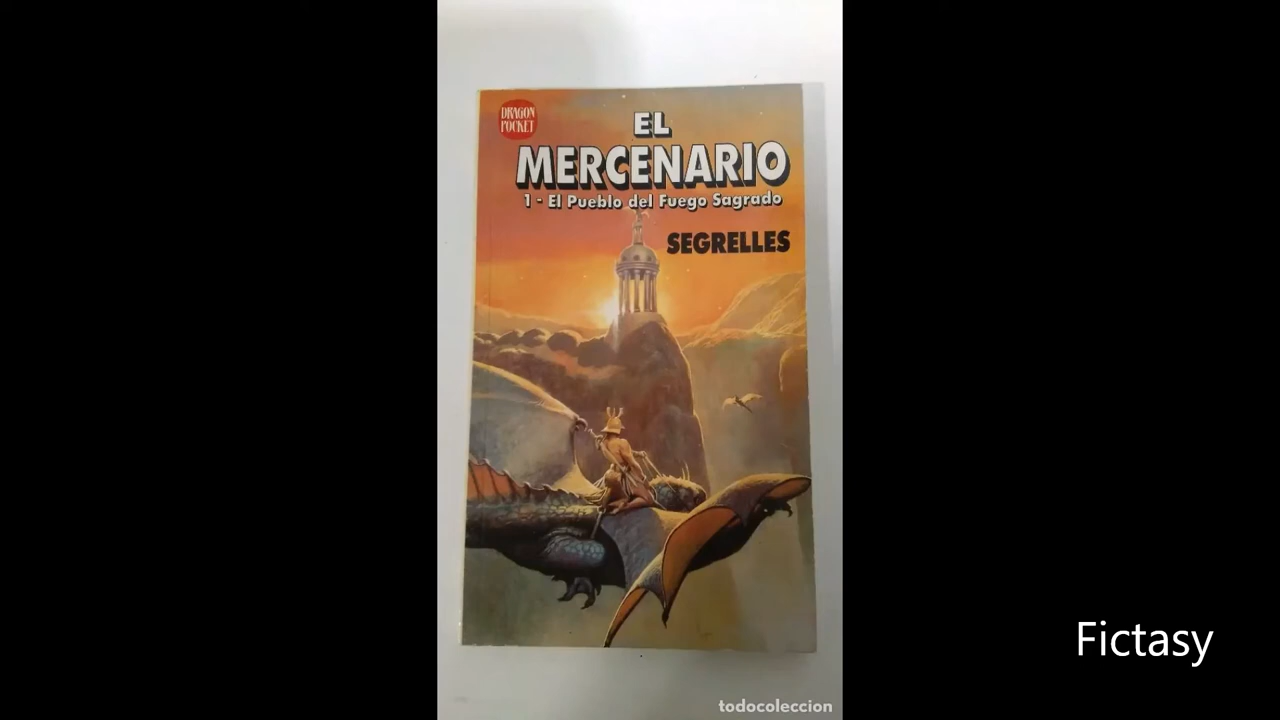 DRAGON
POCKET
EL
MERCENARIO
1 - El Pueblo del Fuego Sagrado
SEGRELLES
Fictasy
todocoleccion